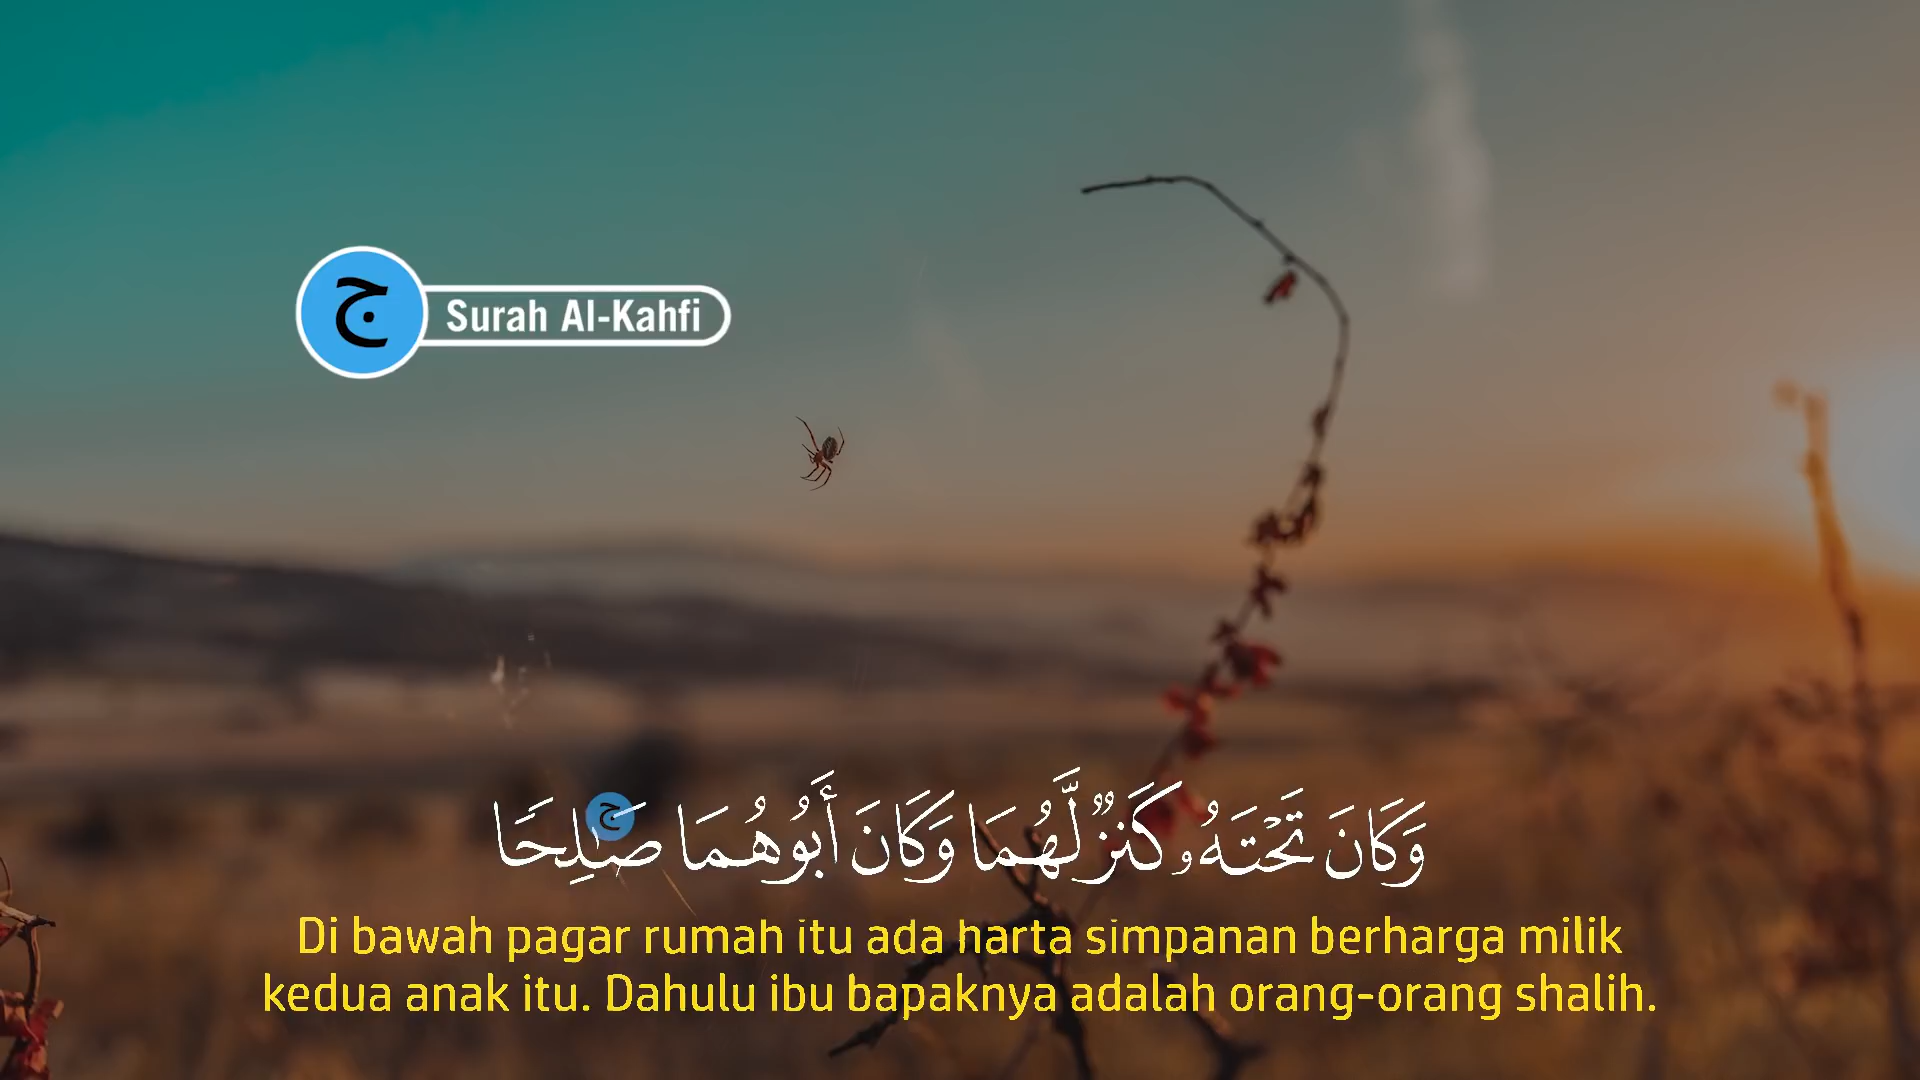 ج
Surah Al-Kahfi
وَكَانَ تَحْتَهُۥ كَنزٌ لَّهُمَا وَكَانَ أَبُوهُمَا صَـٰلِحًا
ج
Di bawah pagar rumah itu ada harta simpanan berharga milik
kedua anak itu. Dahulu ibu bapaknya adalah orang-orang shalih.